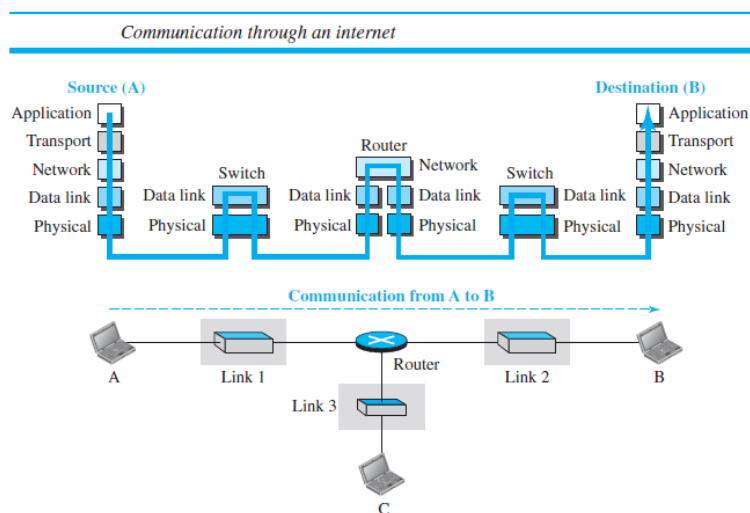 Communication through an internet
Source (A)
Destination (B)
Application
Application
Transport
Router
Transport
Network
Switch
Network
Switch
Network
Data link
Data link
Data link
Data link
Data link
Data link
Physical
Physical
Physical
Physical
Physical
Physical
Communication from A to B
A
Link 1
Router
Link 2
B
Link 3
C